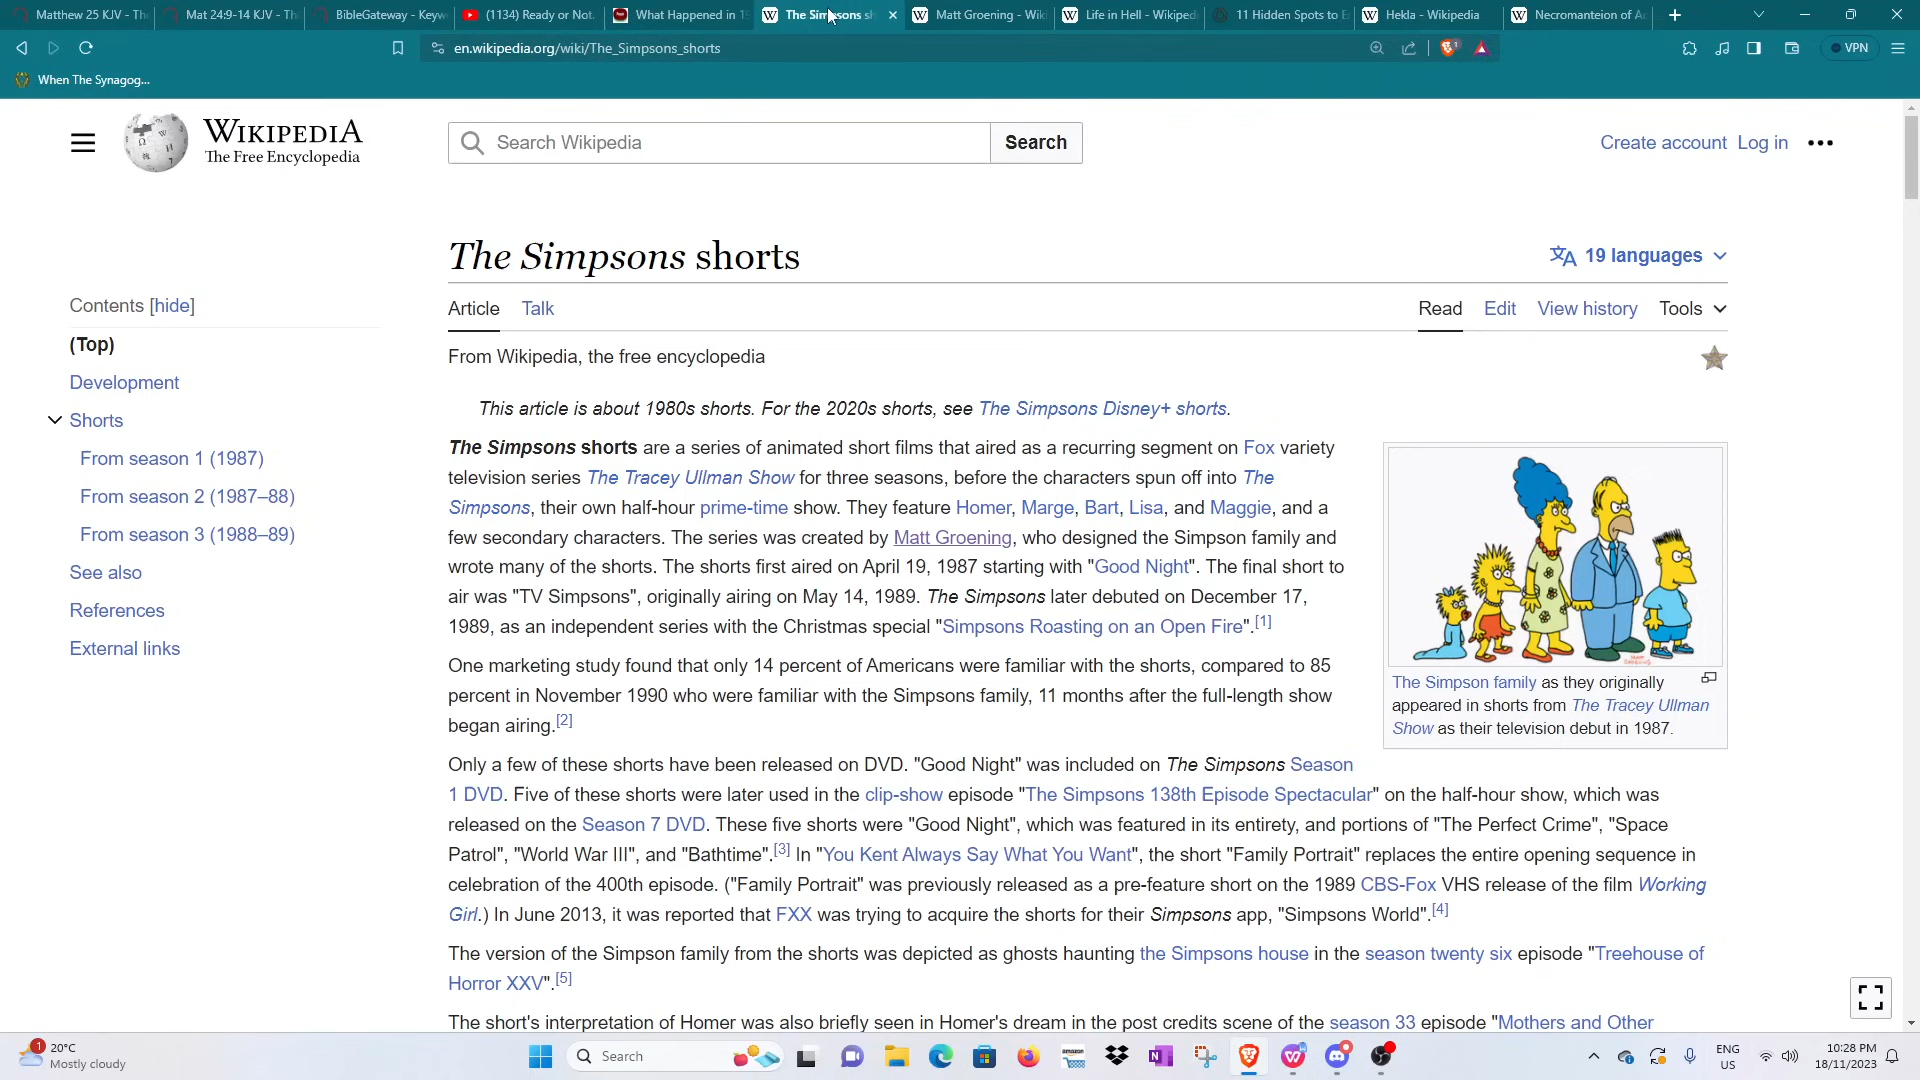 Matthew 25 KJV - The
Mat 24:9-14 KJV - Th
BibleGateway - Keyw
(1134) Ready or Not.
What Happened in 15
The Simpsons sh
Matt Groening - Wiki
Life in Hell - Wikiped
11 Hidden Spots to E
Hekla - Wikipedia
Necromanteion of Ac
en.wikipedia.org/wiki/The_Simpsons_shorts
VPN
When The Synagog...
WIKIPEDIA
The Free Encyclopedia
Search Wikipedia
Search
Create account Log in
The Simpsons shorts
19 languages
Contents [hide]
(Top)
Development
Shorts
From season 1 (1987)
From season 2 (1987–88)
From season 3 (1988–89)
See also
References
External links
Article Talk
Read Edit View history Tools
From Wikipedia, the free encyclopedia
This article is about 1980s shorts. For the 2020s shorts, see The Simpsons Disney+ shorts.
The Simpsons shorts are a series of animated short films that aired as a recurring segment on Fox variety
television series The Tracey Ullman Show for three seasons, before the characters spun off into The
Simpsons, their own half-hour prime-time show. They feature Homer, Marge, Bart, Lisa, and Maggie, and a
few secondary characters. The series was created by Matt Groening, who designed the Simpson family and
wrote many of the shorts. The shorts first aired on April 19, 1987 starting with "Good Night". The final short to
air was "TV Simpsons", originally airing on May 14, 1989. The Simpsons later debuted on December 17,
1989, as an independent series with the Christmas special "Simpsons Roasting on an Open Fire".[1]
One marketing study found that only 14 percent of Americans were familiar with the shorts, compared to 85
percent in November 1990 who were familiar with the Simpsons family, 11 months after the full-length show
began airing.[2]
The Simpson family as they originally
appeared in shorts from The Tracey Ullman
Show as their television debut in 1987.
Only a few of these shorts have been released on DVD. "Good Night" was included on The Simpsons Season
1 DVD. Five of these shorts were later used in the clip-show episode "The Simpsons 138th Episode Spectacular" on the half-hour show, which was
released on the Season 7 DVD. These five shorts were "Good Night", which was featured in its entirety, and portions of "The Perfect Crime", "Space
Patrol", "World War III", and "Bathtime".[3] In "You Kent Always Say What You Want", the short "Family Portrait" replaces the entire opening sequence in
celebration of the 400th episode. ("Family Portrait" was previously released as a pre-feature short on the 1989 CBS-Fox VHS release of the film Working
Girl.) In June 2013, it was reported that FXX was trying to acquire the shorts for their Simpsons app, "Simpsons World".[4]
The version of the Simpson family from the shorts was depicted as ghosts haunting the Simpsons house in the season twenty six episode "Treehouse of
Horror XXV".[5]
The short's interpretation of Homer was also briefly seen in Homer's dream in the post credits scene of the season 33 episode "Mothers and Other
1
20°C
Mostly cloudy
Search
amazon
ENG
US
10:28 PM
18/11/2023